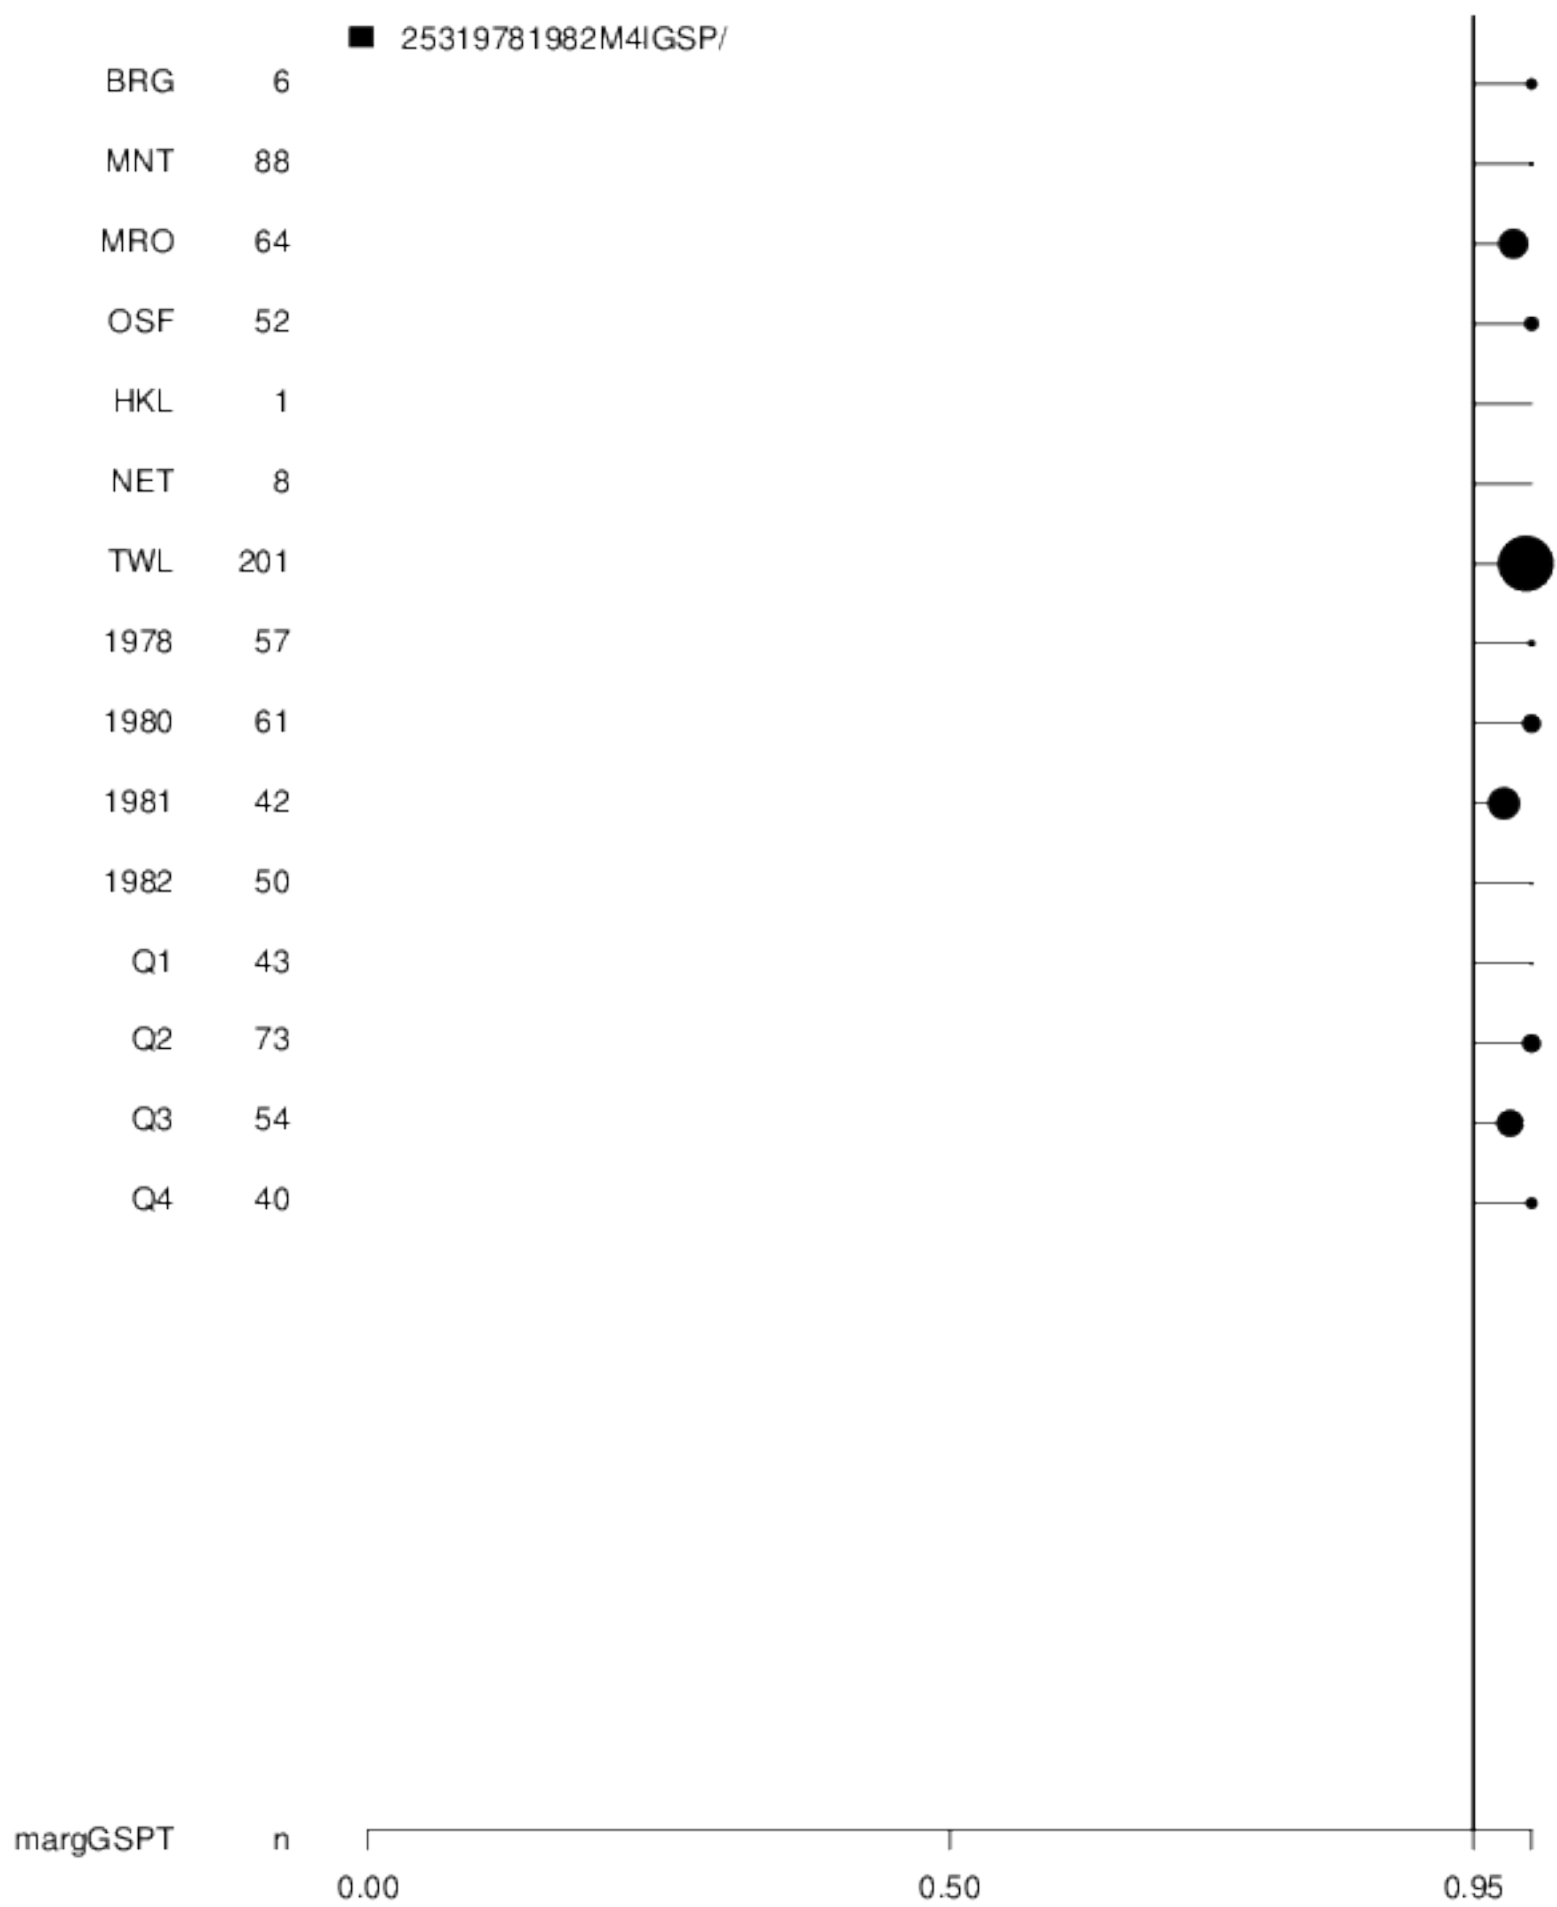 25319781982M4IGSP/
BRG 6
MNT 88
MRO 64
OSF 52
HKL 1
NET 8
TWL 201
1978 57
1980 61
1981 42
1982 50
Q1 43
Q2 73
Q3 54
Q4 40
margGSPT n
0.00 0.50 0.95